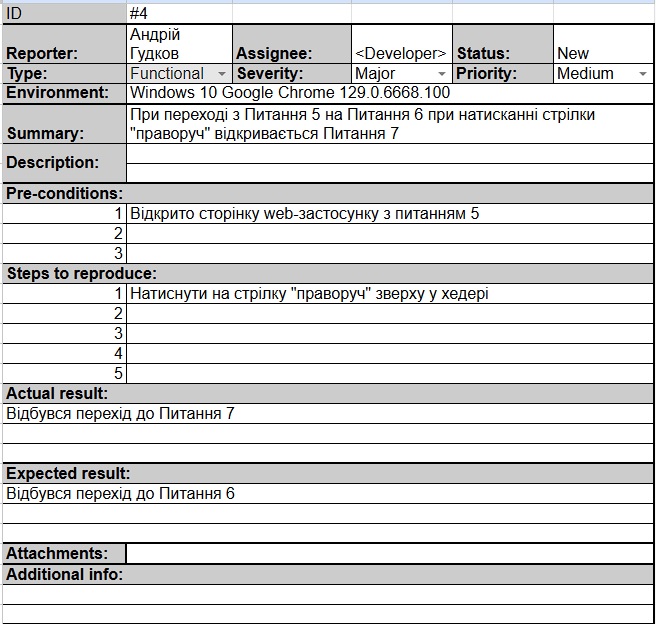 ID #4
Андрій
Гудков
Reporter: Assignee: <Developer> Status: New
Type: Functional Severity: Major Priority: Medium
Environment: Windows 10 Google Chrome 129.0.6668.100
При переході з Питання 5 на Питання 6 при натисканні стрілки
Summary: "праворуч" відкривається Питання 7
Description:
Pre-conditions:
1 Відкрито сторінку web-застосунку з питанням 5
2
3
Steps to reproduce:
1 Натиснути на стрілку "праворуч" зверху у хедері
2
3
4
5
Actual result:
Відбувся перехід до Питання 7
Expected result:
Відбувся перехід до Питання 6
Attachments:
Additional info: